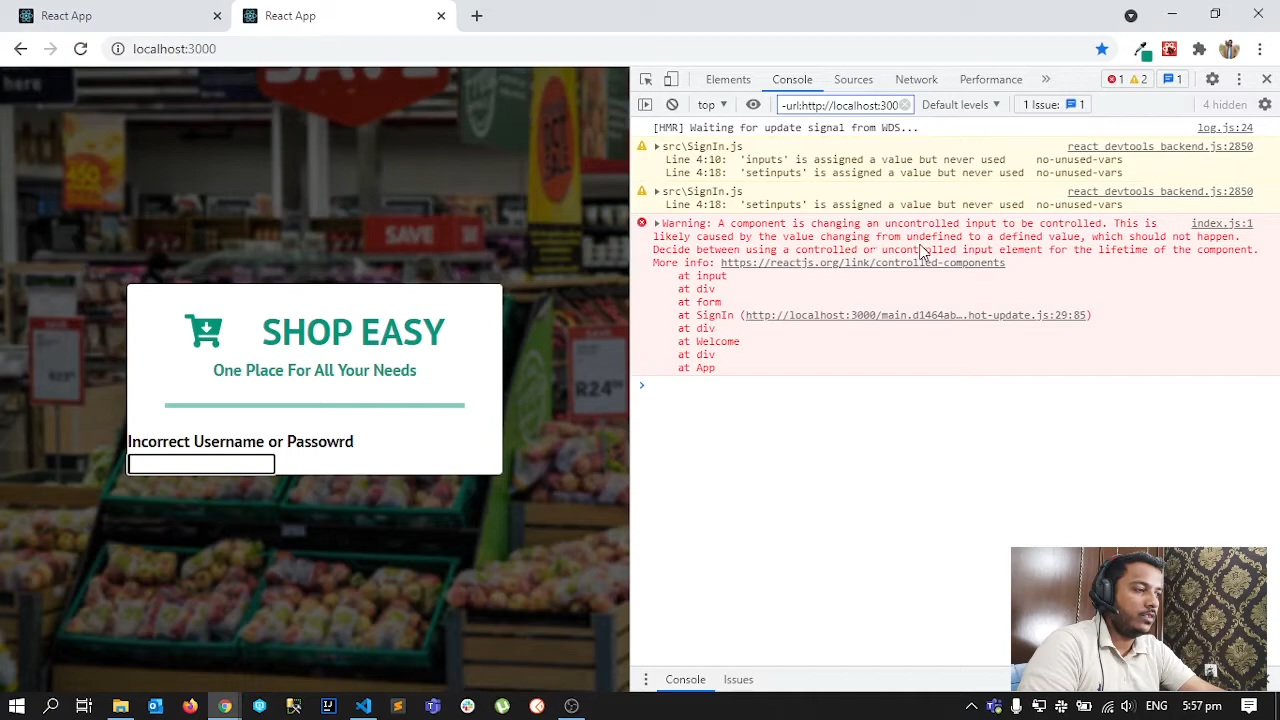 React App
React App
localhost:3000
here
SAVE
Elements
Console
Sources
Network
Performance
1
2
1
top
-url:http://localhost:300
Default levels
1 Issue:
1
4 hidden
[HMR] Waiting for update signal from WDS...
log.js:24
src\SignIn.js
react devtools backend.js:2850
Line 4:10:  'inputs' is assigned a value but never used    no-unused-vars
Line 4:18:  'setinputs' is assigned a value but never used  no-unused-vars
src\SignIn.js
react devtools backend.js:2850
Line 4:18:  'setinputs' is assigned a value but never used  no-unused-vars
Warning: A component is changing an uncontrolled input to be controlled. This is
index.js:1
likely caused by the value changing from undefined to a defined value, which should not happen.
Decide between using a controlled or uncontrolled input element for the lifetime of the component.
More info: https://reactjs.org/link/controlled-components
at input
at div
at form
at SignIn (http://localhost:3000/main.d1464ab….hot-update.js:29:85)
at div
at Welcome
at div
at App
SHOP EASY
One Place For All Your Needs
Incorrect Username or Passowrd
R24
Console
Issues
ENG
5:57 pm